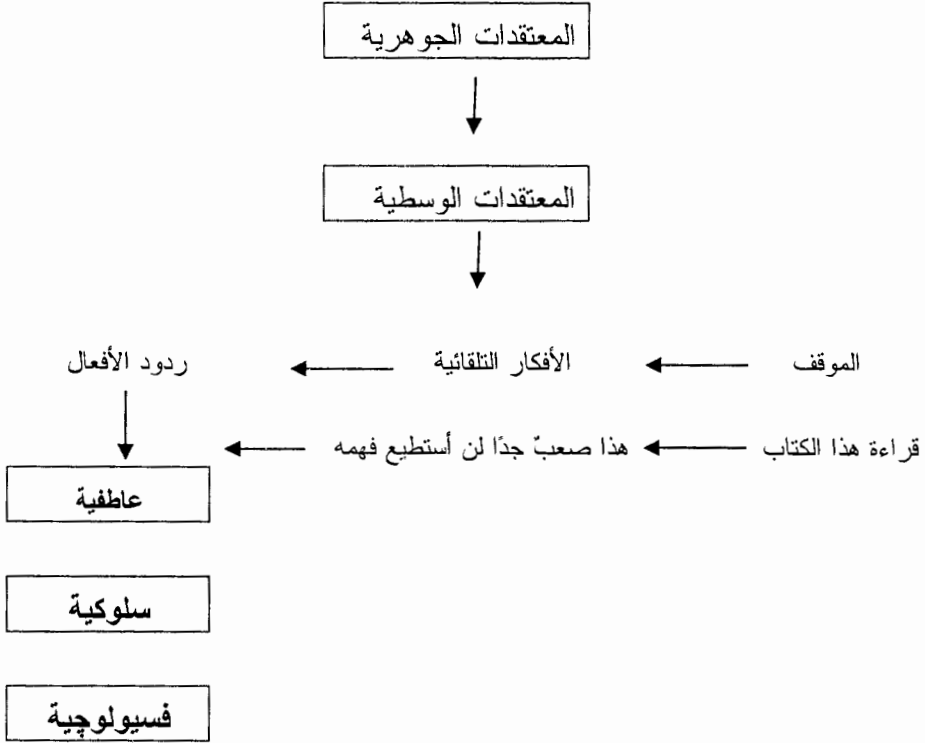 المعتقدات الجوهرية
المعتقدات الوسطية
الموقف الأفكار التلقائية ردود الأفعال
قراءة هذا الكتاب هذا صعبٌ جدًا لن أستطيع فهمه
عاطفية
سلوكية
فسيولوچية